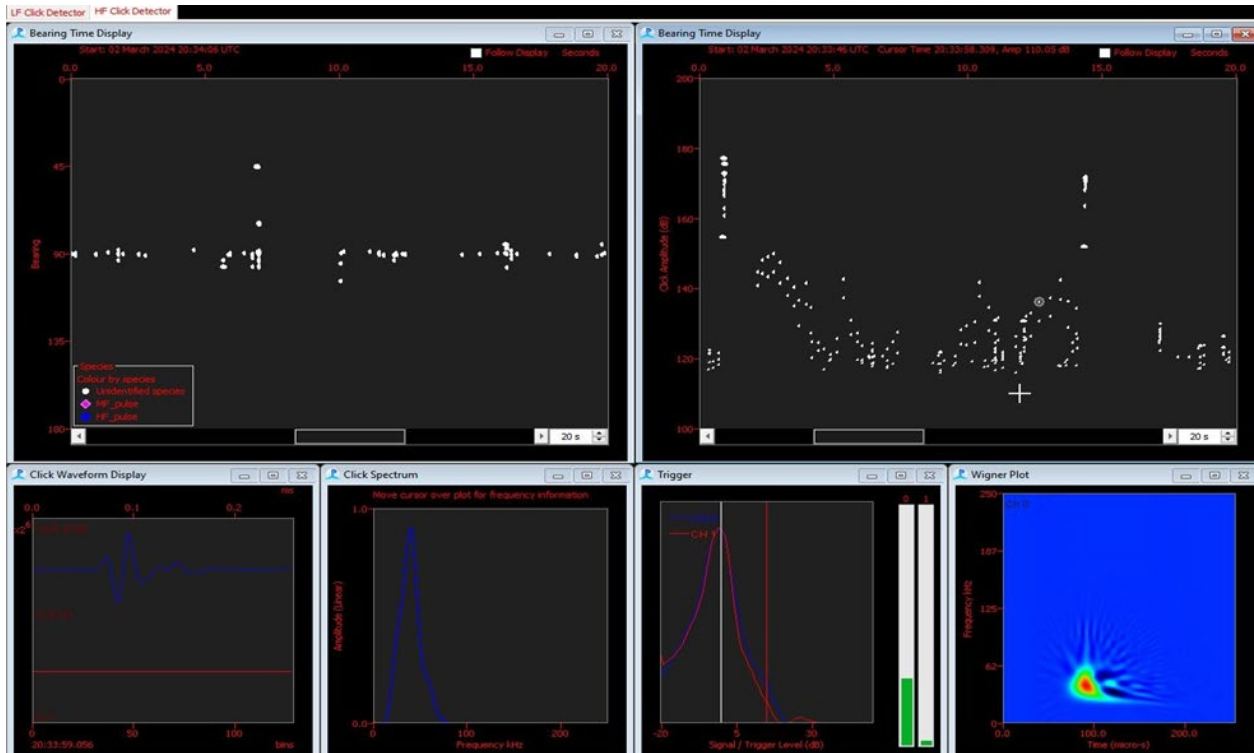 LF Click Detector HF Click Detector
Bearing Time Display
Start: 02 March 2024 20:34:06 UTC Follow Display Seconds
0.0 5.0 10.0 15.0 20.0
0
45
90
135
180
Bearing
Species
Colour by species
Unidentified species
MF_pulse
HF_pulse
20 s
Bearing Time Display
Start: 02 March 2024 20:33:46 UTC Cursor Time 20:33:58.309, Amp 110.05 dB Follow Display Seconds
0.0 5.0 10.0 15.0 20.0
200
180
160
140
120
100
Click Amplitude (dB)
20 s
Click Waveform Display
ms
0.0 0.1 0.2
20:33:59.056
0 50 100
bins
Click Spectrum
Move cursor over plot for frequency information
1.0
Amplitude (Linear)
0.0
0 200
Frequency kHz
Trigger
CH 1
0 1
-20 5 30
Signal / Trigger Level (dB)
Wigner Plot
Ch 0
250
187
125
62
0
Frequency kHz
0 100.0 200.0
Time (micro-s)